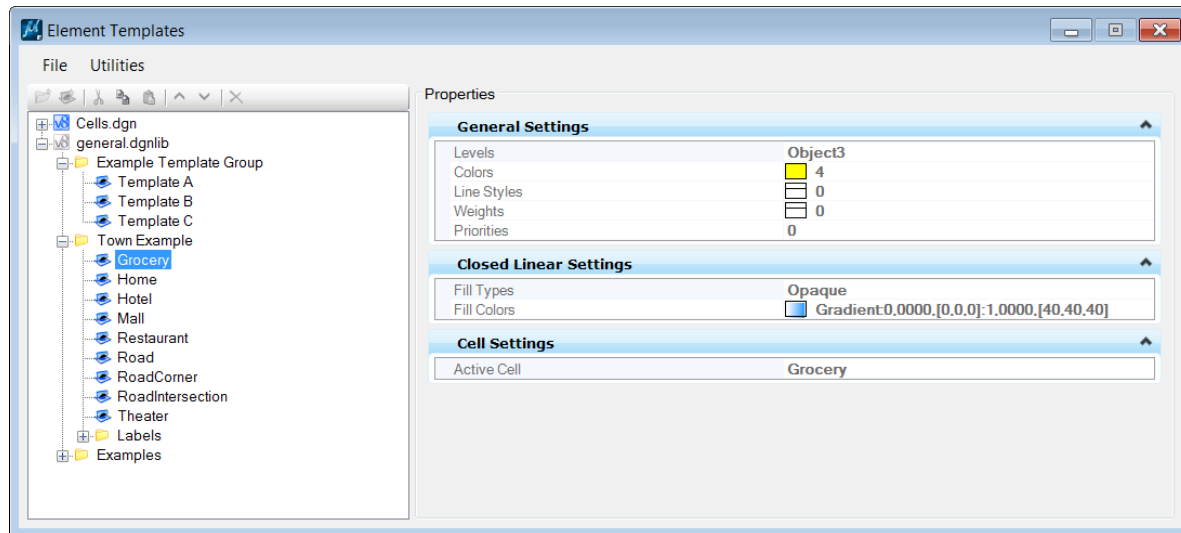 Element Templates
File Utilities
Properties
Cells.dgn
general.dgnlib
Example Template Group
Template A
Template B
Template C
Town Example
Grocery
Home
Hotel
Mall
Restaurant
Road
RoadCorner
RoadIntersection
Theater
Labels
Examples
General Settings
Levels Object3
Colors 4
Line Styles 0
Weights 0
Priorities 0
Closed Linear Settings
Fill Types Opaque
Fill Colors Gradient:0.0000,[0,0,0]:1.0000,[40,40,40]
Cell Settings
Active Cell Grocery